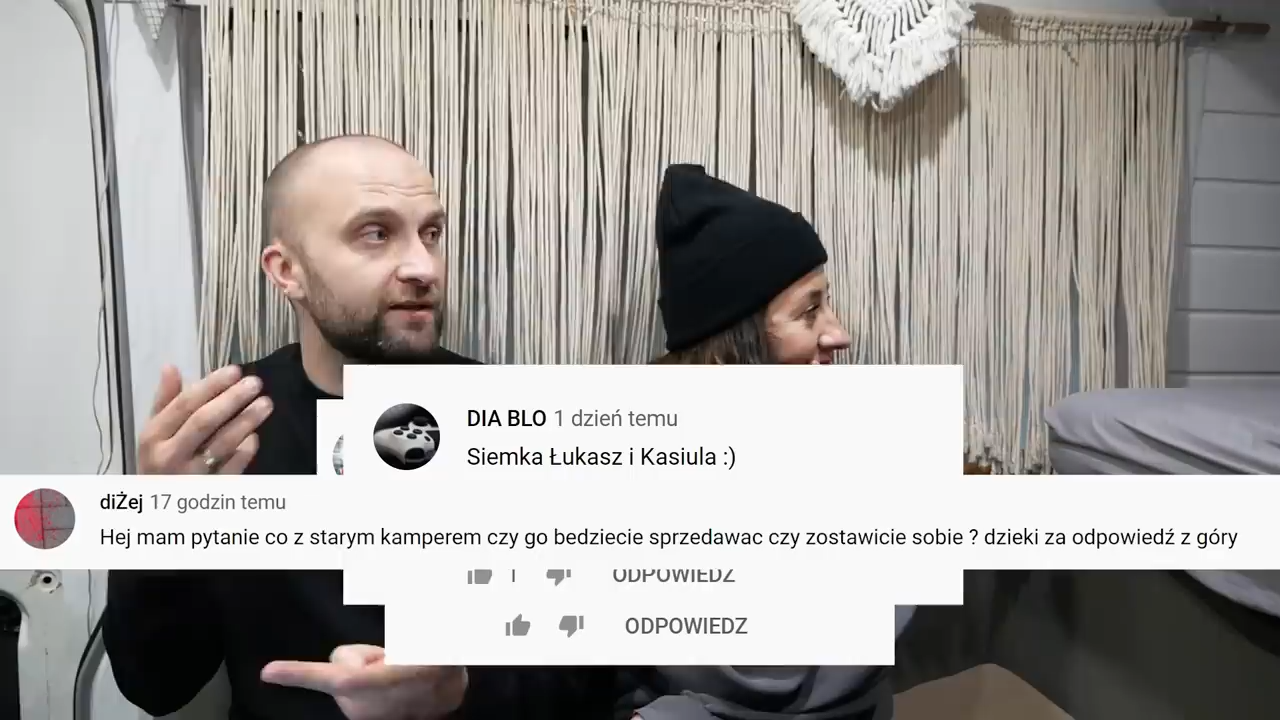 DIA BLO 1 dzień temu
Siemka Łukasz i Kasiula :)
diŻej 17 godzin temu
Hej mam pytanie co z starym kamperem czy go bedziecie sprzedawac czy zostawicie sobie ? dzieki za odpowiedź z góry
1 ODPOWIEDZ
ODPOWIEDZ